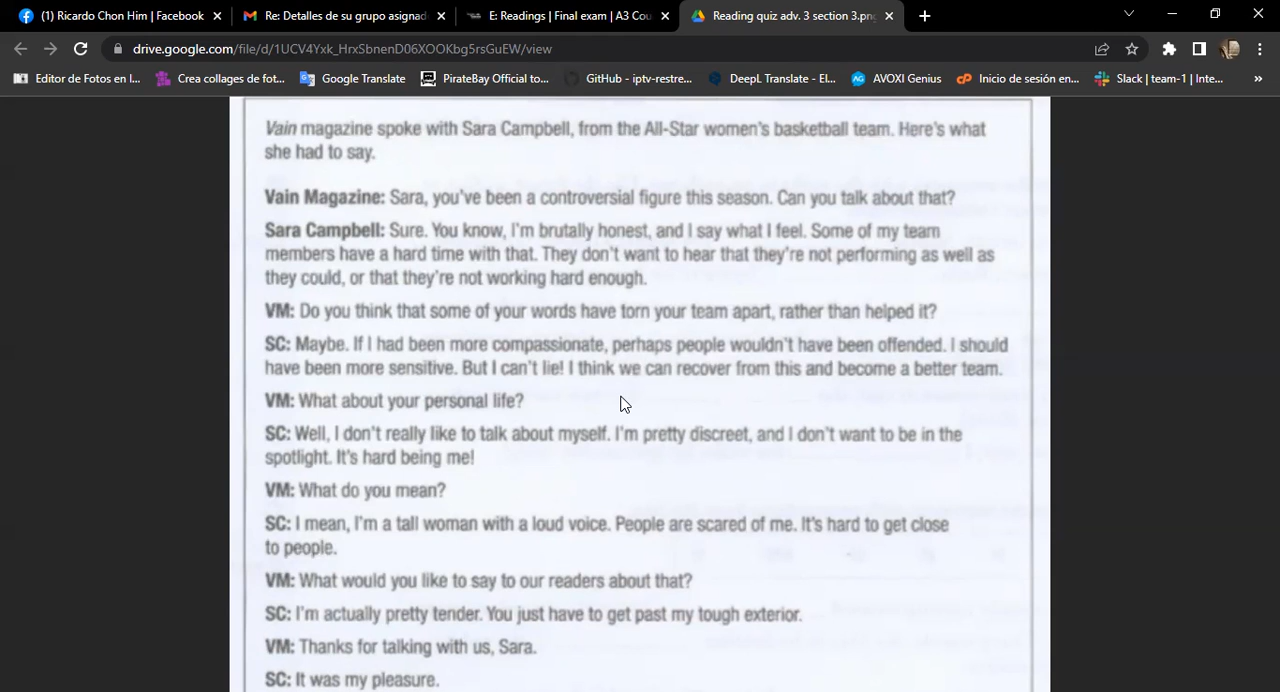 (1) Ricardo Chon Him | Facebook
Re: Detalles de su grupo asignad
E: Readings | Final exam | A3 Cou
Reading quiz adv. 3 section 3.png
drive.google.com/file/d/1UCV4Yxk_HrxSbnenD06XOOKbg5rsGuEW/view
Editor de Fotos en l...
Crea collages de fot...
Google Translate
PirateBay Official to...
GitHub - iptv-restre...
DeepL Translate - El...
AVOXI Genius
Inicio de sesión en...
Slack | team-1 | Inte...
Vain magazine spoke with Sara Campbell, from the All-Star women's basketball team. Here's what
she had to say.
Vain Magazine: Sara, you've been a controversial figure this season. Can you talk about that?
Sara Campbell: Sure. You know, I'm brutally honest, and I say what I feel. Some of my team
members have a hard time with that. They don't want to hear that they're not performing as well as
they could, or that they're not working hard enough.
VM: Do you think that some of your words have torn your team apart, rather than helped it?
SC: Maybe. If I had been more compassionate, perhaps people wouldn't have been offended. I should
have been more sensitive. But I can't lie! I think we can recover from this and become a better team.
VM: What about your personal life?
SC: Well, I don't really like to talk about myself. I'm pretty discreet, and I don't want to be in the
spotlight. It's hard being me!
VM: What do you mean?
SC: I mean, I'm a tall woman with a loud voice. People are scared of me. It's hard to get close
to people.
VM: What would you like to say to our readers about that?
SC: I'm actually pretty tender. You just have to get past my tough exterior.
VM: Thanks for talking with us, Sara.
SC: It was my pleasure.